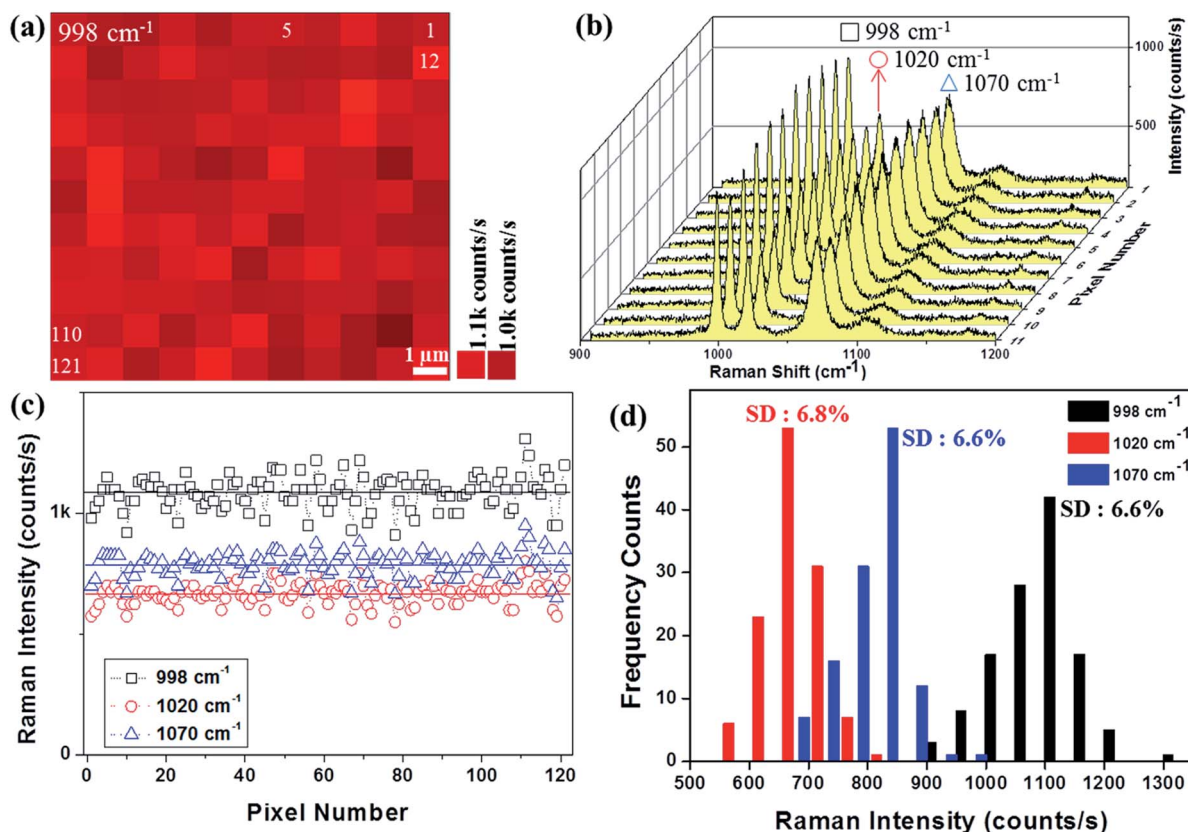 (a)
998 cm⁻¹
5
1
12
110
121
1 µm
1.1k counts/s
1.0k counts/s
(b)
998 cm⁻¹
1020 cm⁻¹
1070 cm⁻¹
1000
500
Intensity (counts/s)
1
2
3
4
5
6
7
8
9
10
11
Pixel Number
900
1000
1100
1200
Raman Shift (cm⁻¹)
(c)
Raman Intensity (counts/s)
1k
0
998 cm⁻¹
1020 cm⁻¹
1070 cm⁻¹
0 20 40 60 80 100 120
Pixel Number
(d)
SD : 6.8%
SD : 6.6%
SD : 6.6%
998 cm⁻¹
1020 cm⁻¹
1070 cm⁻¹
Frequency Counts
50
40
30
20
10
0
500 600 700 800 900 1000 1100 1200 1300
Raman Intensity (counts/s)